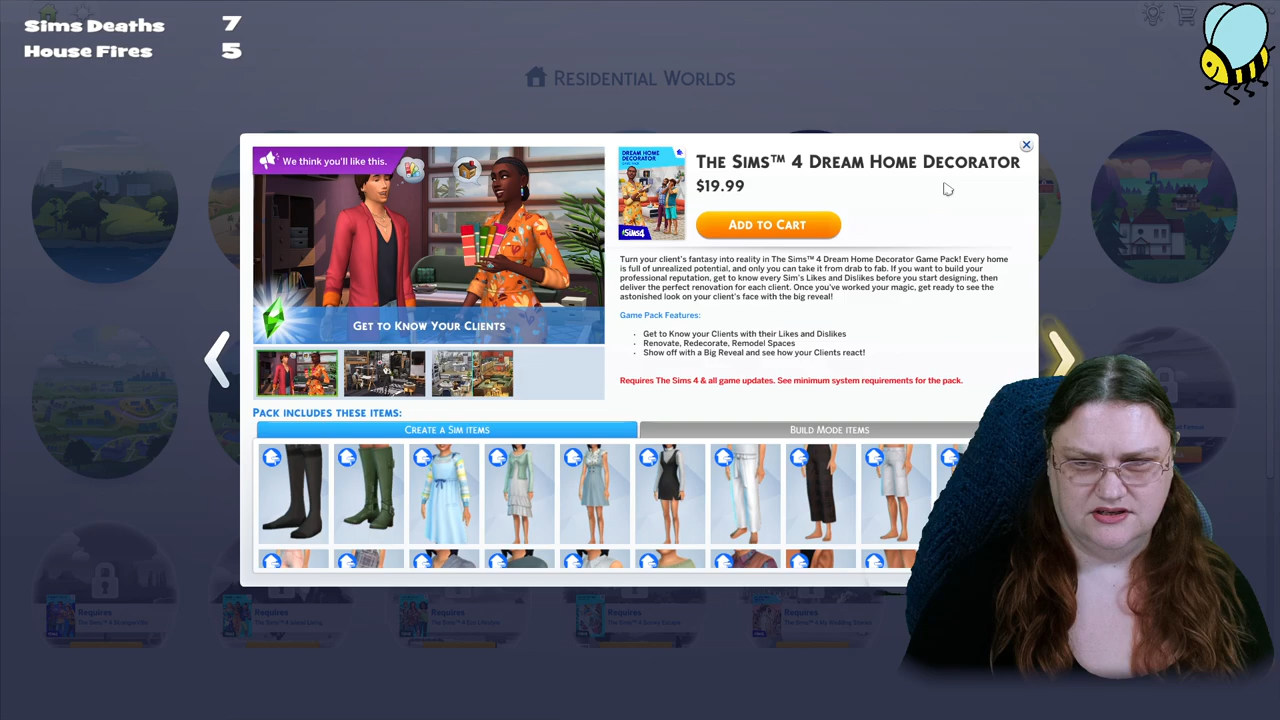 Sims Deaths 7
House Fires 5
Residential Worlds
We think you'll like this.
Get to Know Your Clients
DREAM HOME
DECORATOR
The Sims™ 4 Dream Home Decorator
$19.99
Add to Cart
Turn your client's fantasy into reality in The Sims™ 4 Dream Home Decorator Game Pack! Every home
is full of unrealized potential, and only you can take it from drab to fab. If you want to build your
professional reputation, get to know every Sim's Likes and Dislikes before you start designing, then
deliver the perfect renovation for each client. Once you've worked your magic, get ready to see the
astonished look on your client's face with the big reveal!
Game Pack Features:
· Get to Know your Clients with their Likes and Dislikes
· Renovate, Redecorate, Remodel Spaces
· Show off with a Big Reveal and see how your Clients react!
Requires The Sims 4 & all game updates. See minimum system requirements for the pack.
Pack includes these items:
Create a Sim Items
Build Mode Items
Requires
Requires
Requires
Requires
Requires